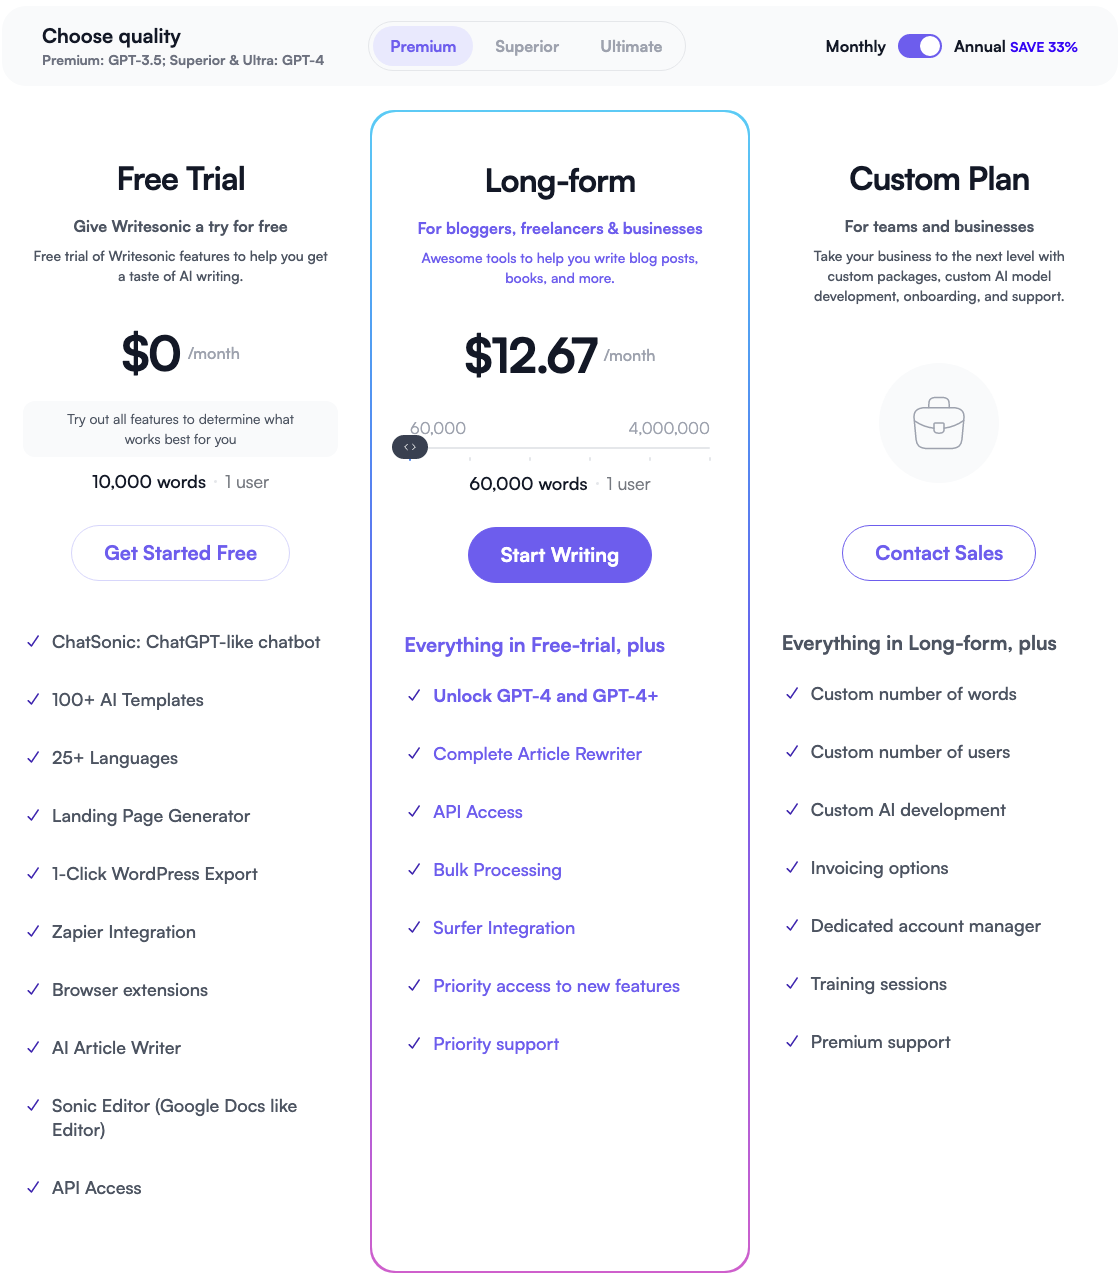 Choose quality
Premium: GPT-3.5; Superior & Ultra: GPT-4
Premium
Superior
Ultimate
Monthly
Annual SAVE 33%
Free Trial
Give Writesonic a try for free
Free trial of Writesonic features to help you get
a taste of AI writing.
$0 /month
Try out all features to determine what
works best for you
10,000 words · 1 user
Get Started Free
✓ ChatSonic: ChatGPT-like chatbot
✓ 100+ AI Templates
✓ 25+ Languages
✓ Landing Page Generator
✓ 1-Click WordPress Export
✓ Zapier Integration
✓ Browser extensions
✓ AI Article Writer
✓ Sonic Editor (Google Docs like
Editor)
✓ API Access
Long-form
For bloggers, freelancers & businesses
Awesome tools to help you write blog posts,
books, and more.
$12.67 /month
60,000 4,000,000
60,000 words · 1 user
Start Writing
Everything in Free-trial, plus
✓ Unlock GPT-4 and GPT-4+
✓ Complete Article Rewriter
✓ API Access
✓ Bulk Processing
✓ Surfer Integration
✓ Priority access to new features
✓ Priority support
Custom Plan
For teams and businesses
Take your business to the next level with
custom packages, custom AI model
development, onboarding, and support.
Contact Sales
Everything in Long-form, plus
✓ Custom number of words
✓ Custom number of users
✓ Custom AI development
✓ Invoicing options
✓ Dedicated account manager
✓ Training sessions
✓ Premium support